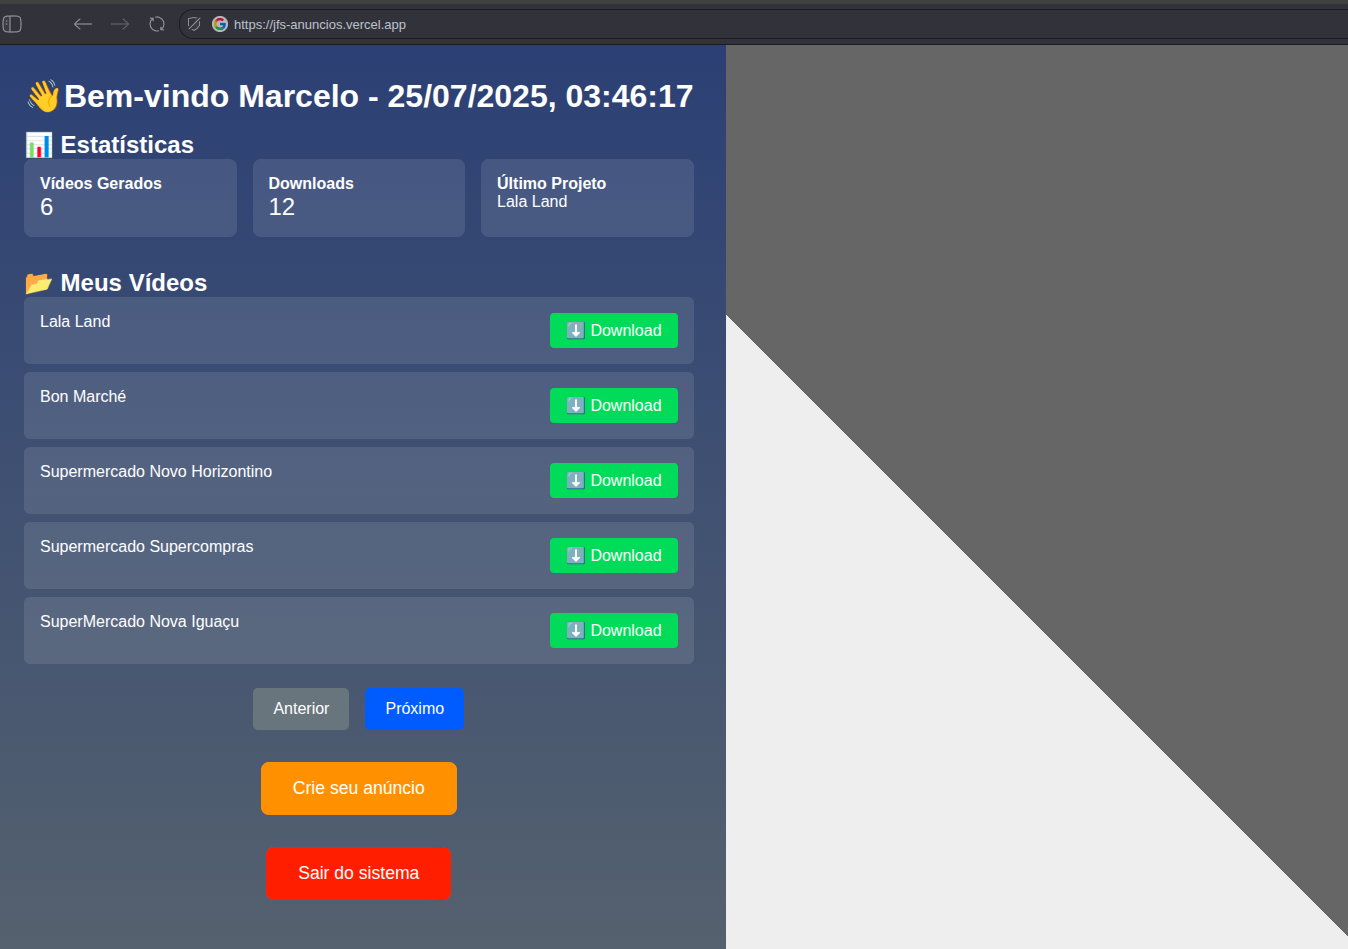 https://jfs-anuncios.vercel.app
👋Bem-vindo Marcelo - 25/07/2025, 03:46:17
📊 Estatísticas
Vídeos Gerados
6
Downloads
12
Último Projeto
Lala Land
📂 Meus Vídeos
Lala Land
⬇️ Download
Bon Marché
⬇️ Download
Supermercado Novo Horizontino
⬇️ Download
Supermercado Supercompras
⬇️ Download
SuperMercado Nova Iguaçu
⬇️ Download
Anterior
Próximo
Crie seu anúncio
Sair do sistema